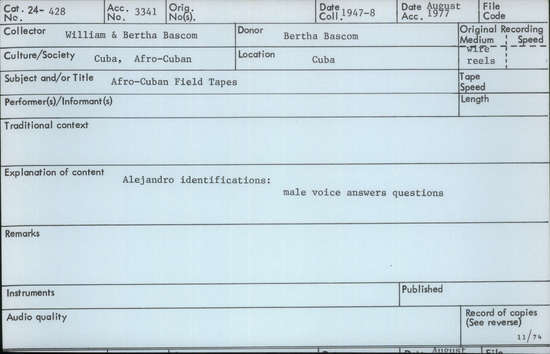 Cat. 24- 428 Acc. 3341 Orig. Date 1947-8 Date August File
No. No. No(s). Coll. Acc. 1977 Code
Collector William & Bertha Bascom Donor Bertha Bascom Original Recording
Medium Speed
Culture/Society Cuba, Afro-Cuban Location Cuba wire
reels
Subject and/or Title Afro-Cuban Field Tapes Tape
Speed
Performer(s)/Informant(s) Length
Traditional context
Explanation of content Alejandro identifications:
male voice answers questions
Remarks
Instruments Published
Audio quality Record of copies
(See reverse)
11/74
August